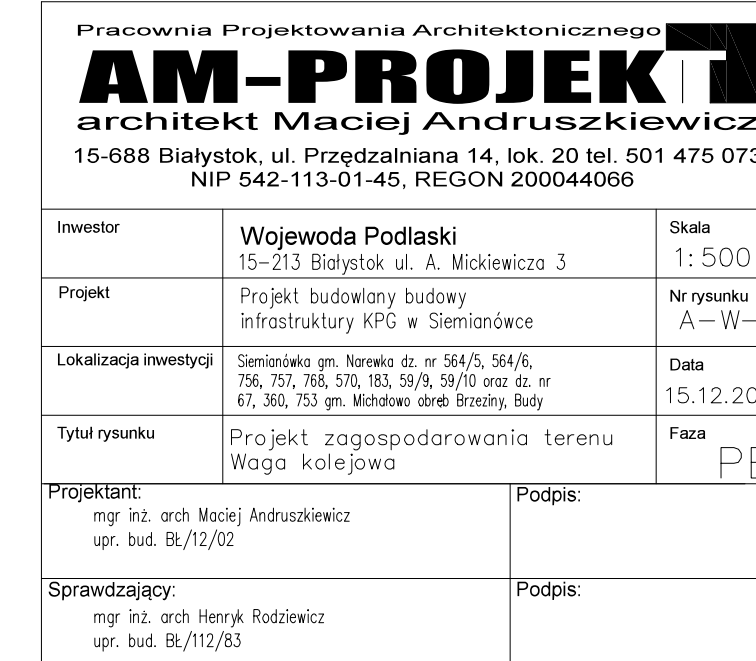 Pracownia Projektowania Architektonicznego
AM-PROJEKT
architekt Maciej Andruszkiewicz
15-688 Białystok, ul. Przędzalniana 14, lok. 20 tel. 501 475 073
NIP 542-113-01-45, REGON 200044066
Inwestor
Wojewoda Podlaski
15-213 Białystok ul. A. Mickiewicza 3
Skala
1:500
Projekt
Projekt budowlany budowy
infrastruktury KPG w Siemianówce
Nr rysunku
A-W-
Lokalizacja inwestycji
Siemianówka gm. Narewka dz. nr 564/5, 564/6,
756, 757, 768, 570, 183, 59/9, 59/10 oraz dz. nr
67, 360, 753 gm. Michałowo obręb Brzeziny, Budy
Data
15.12.20
Tytuł rysunku
Projekt zagospodarowania terenu
Waga kolejowa
Faza
Projektant:
mgr inż. arch Maciej Andruszkiewicz
upr. bud. BŁ/12/02
Podpis:
Sprawdzający:
mgr inż. arch Henryk Rodziewicz
upr. bud. BŁ/112/83
Podpis: